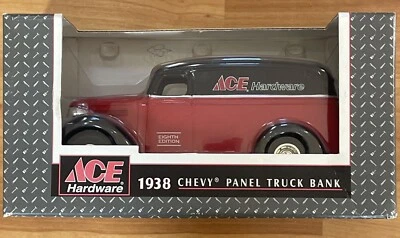 ACE Hardware
EIGHTH
EDITION
ACE
Hardware
1938 CHEVY® PANEL TRUCK BANK